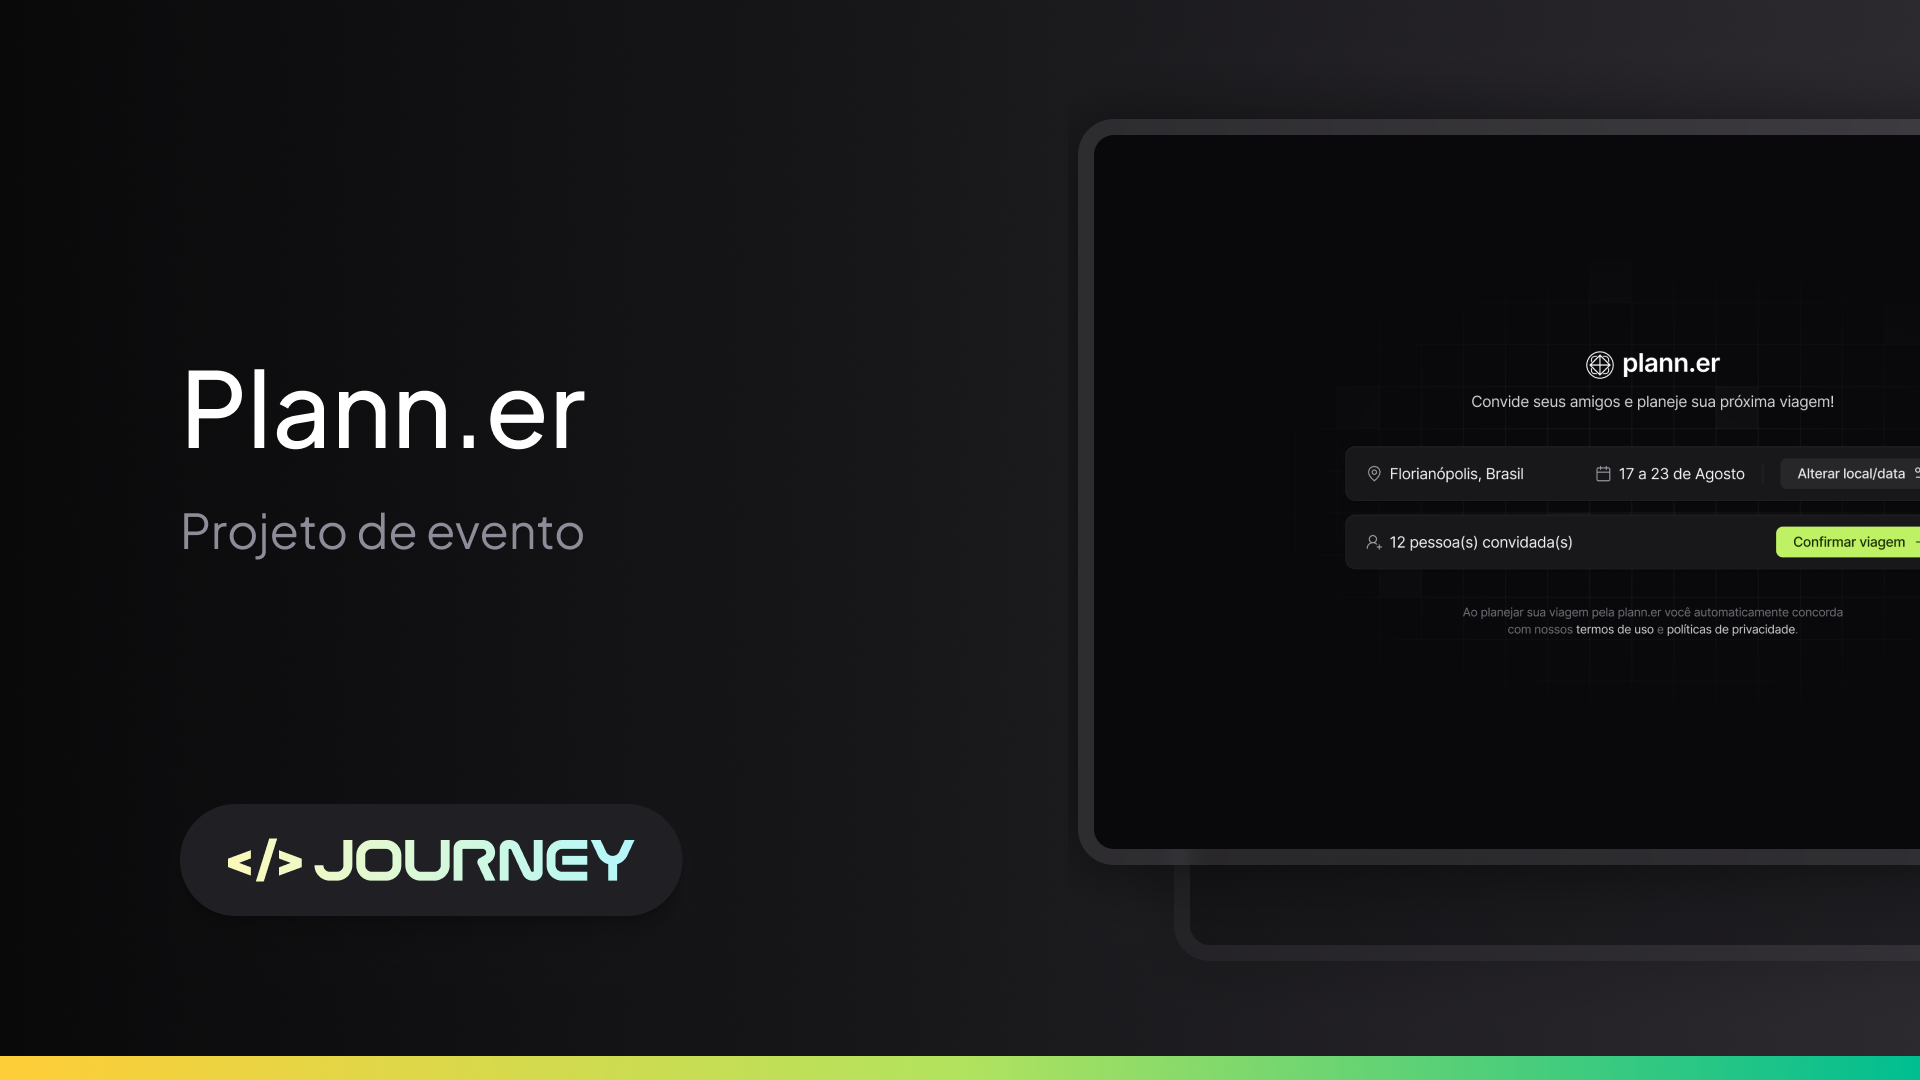 Plann.er
Projeto de evento
</> JOURNEY
plann.er
Convide seus amigos e planeje sua próxima viagem!
Florianópolis, Brasil 17 a 23 de Agosto Alterar local/data
12 pessoa(s) convidada(s) Confirmar viagem
Ao planejar sua viagem pela plann.er você automaticamente concorda
com nossos termos de uso e políticas de privacidade.